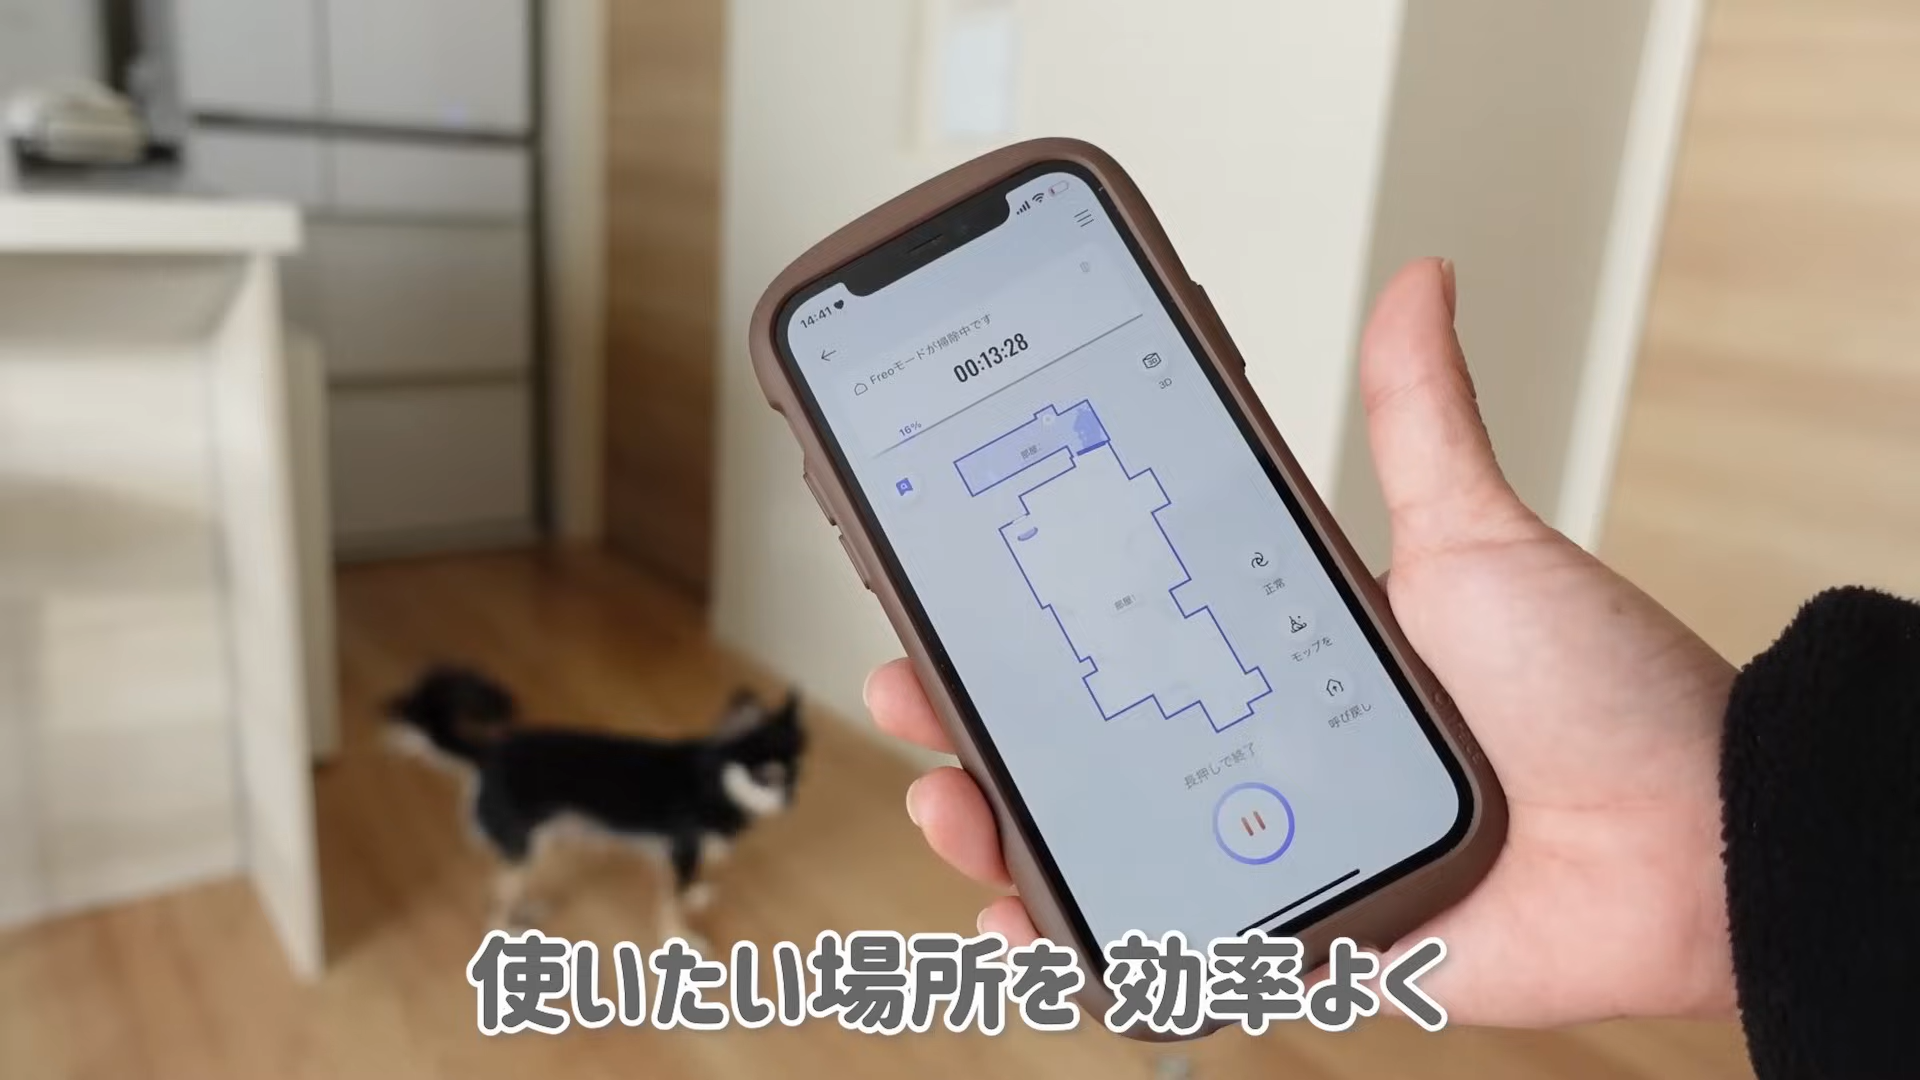 14:41
Freoモードが掃除中です
00:13:28
16%
3D
部屋
部屋1
正常
モップを
呼び戻し
長押しで終了
使いたい場所を 効率よく